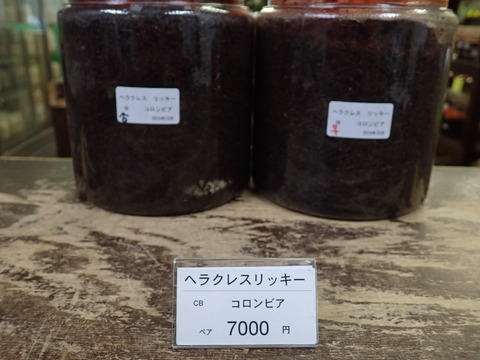 ヘラクレス リッキー
コロンビア
ヘラクレス リッキー
コロンビア
ヘラクレスリッキー
CB コロンビア
ペア 7000 円